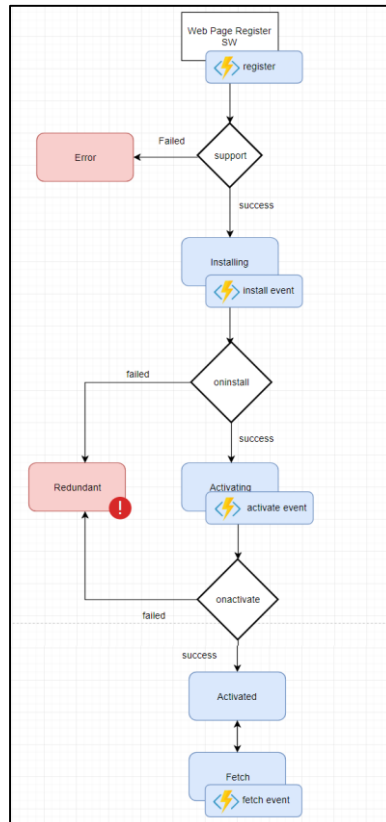 Web Page Register
SW
register
Failed
Error
support
success
Installing
install event
failed
oninstall
success
Redundant
Activating
activate event
onactivate
failed
success
Activated
Fetch
fetch event